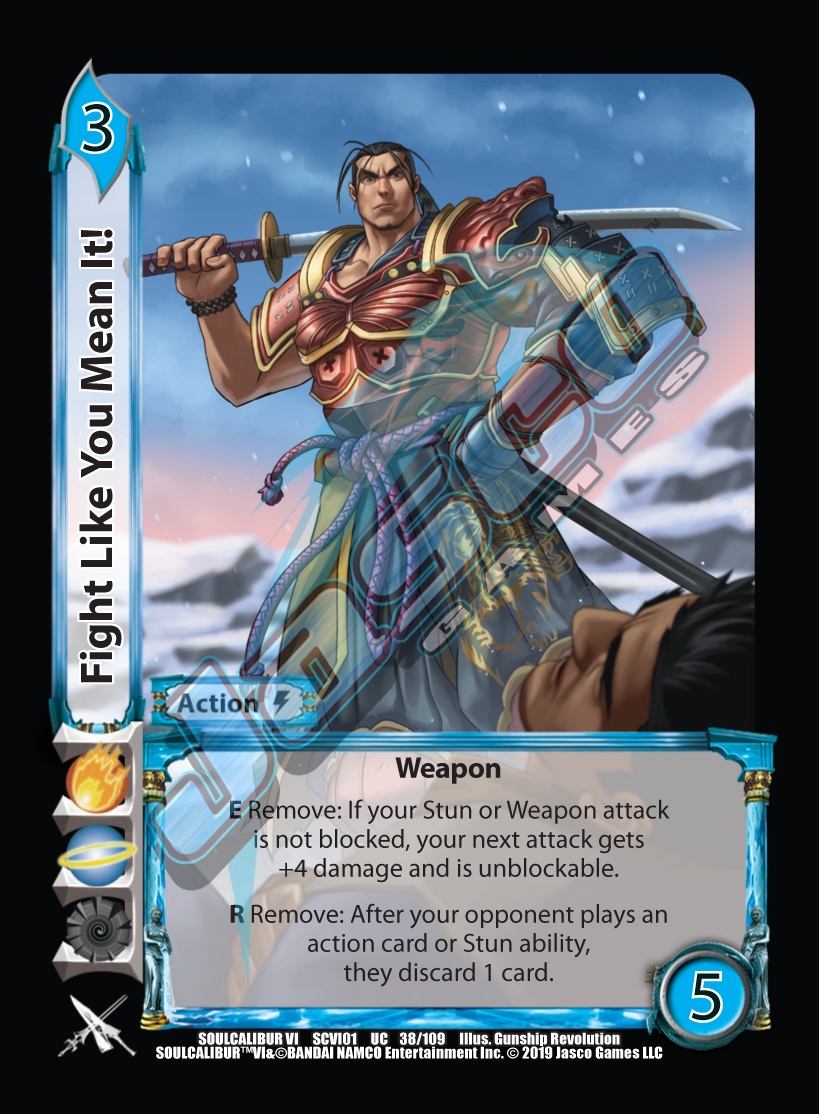 3
Fight Like You Mean It!
™
JASCO
GAMES
Action
Weapon
E Remove: If your Stun or Weapon attack
is not blocked, your next attack gets
+4 damage and is unblockable.
R Remove: After your opponent plays an
action card or Stun ability,
they discard 1 card.
5
SOULCALIBUR VI SCVI01 UC 38/109 Illus. Gunship Revolution
SOULCALIBUR™VI&©BANDAI NAMCO Entertainment Inc. © 2019 Jasco Games LLC